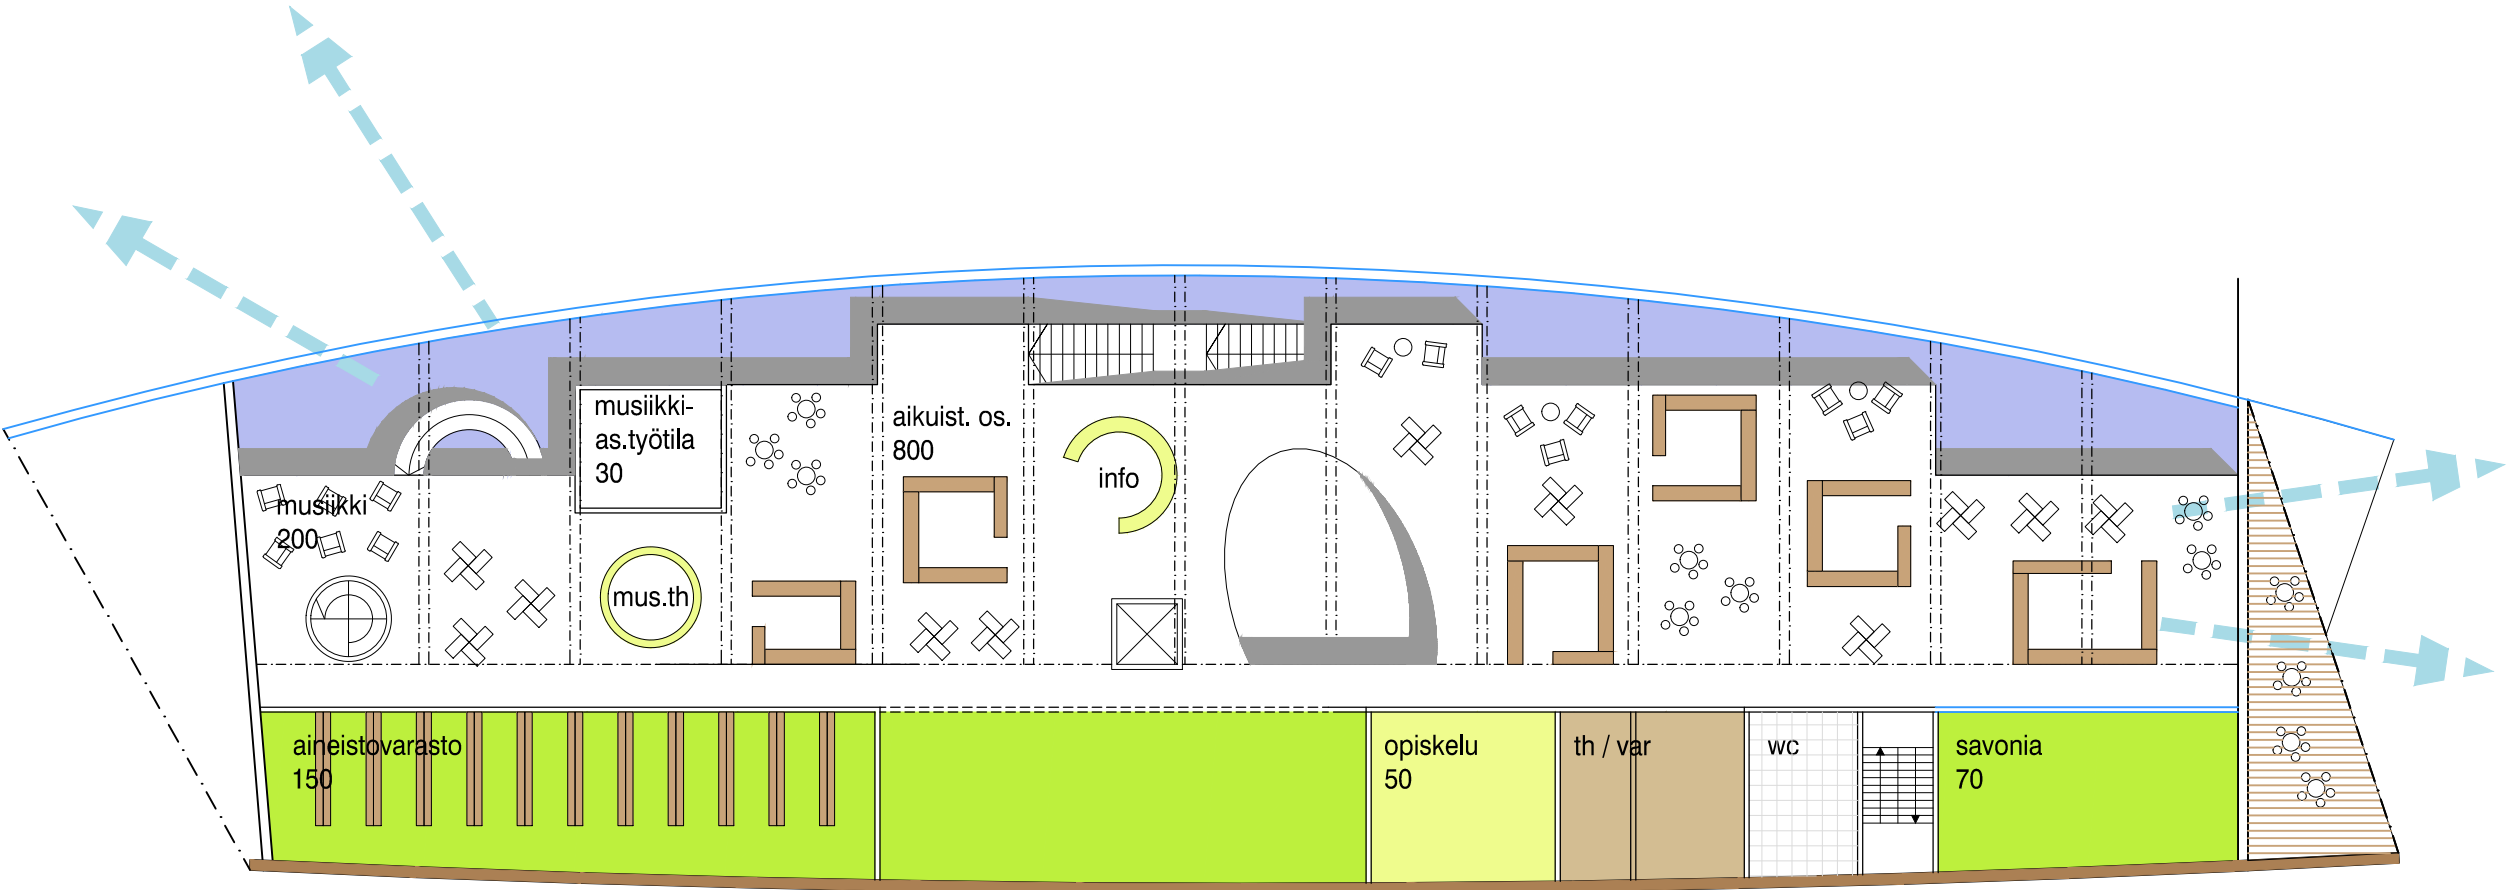 musiikki-
as.työtila
30
aikuist. os.
800
info
musiikki
200
mus.th
aineistovarasto
150
opiskelu
50
th / var
wc
savonia
70